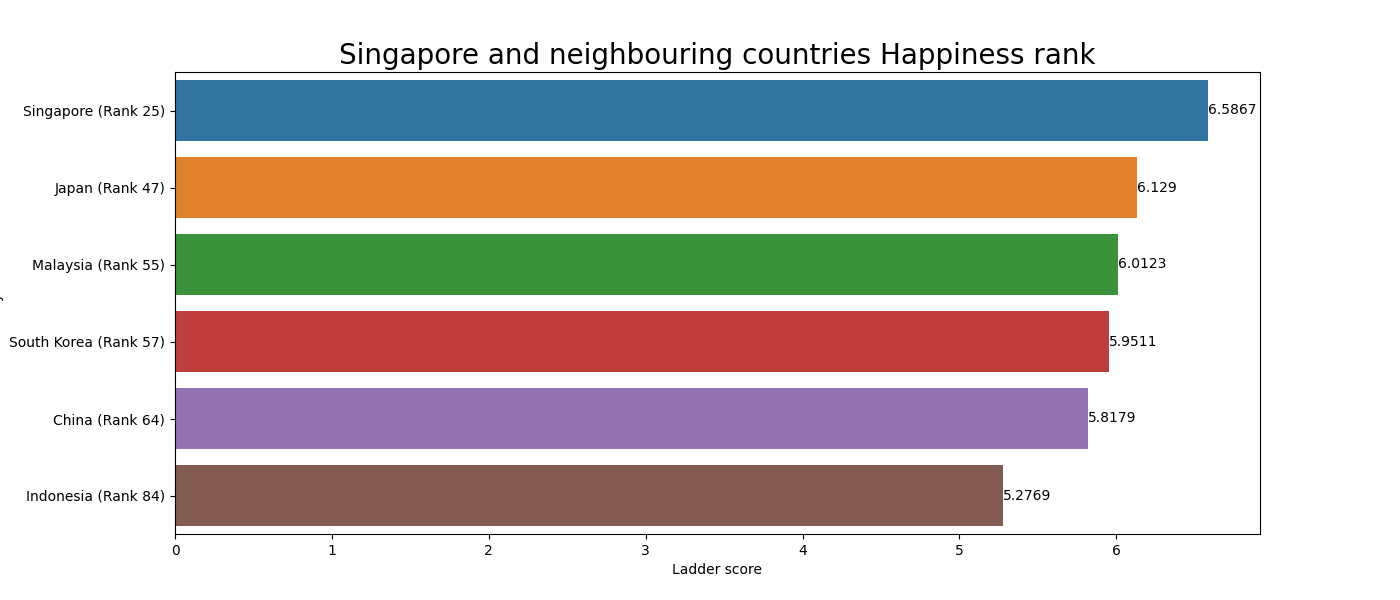 Singapore and neighbouring countries Happiness rank
Singapore (Rank 25)
6.5867
Japan (Rank 47)
6.129
Malaysia (Rank 55)
6.0123
South Korea (Rank 57)
5.9511
China (Rank 64)
5.8179
Indonesia (Rank 84)
5.2769
0 1 2 3 4 5 6
Ladder score